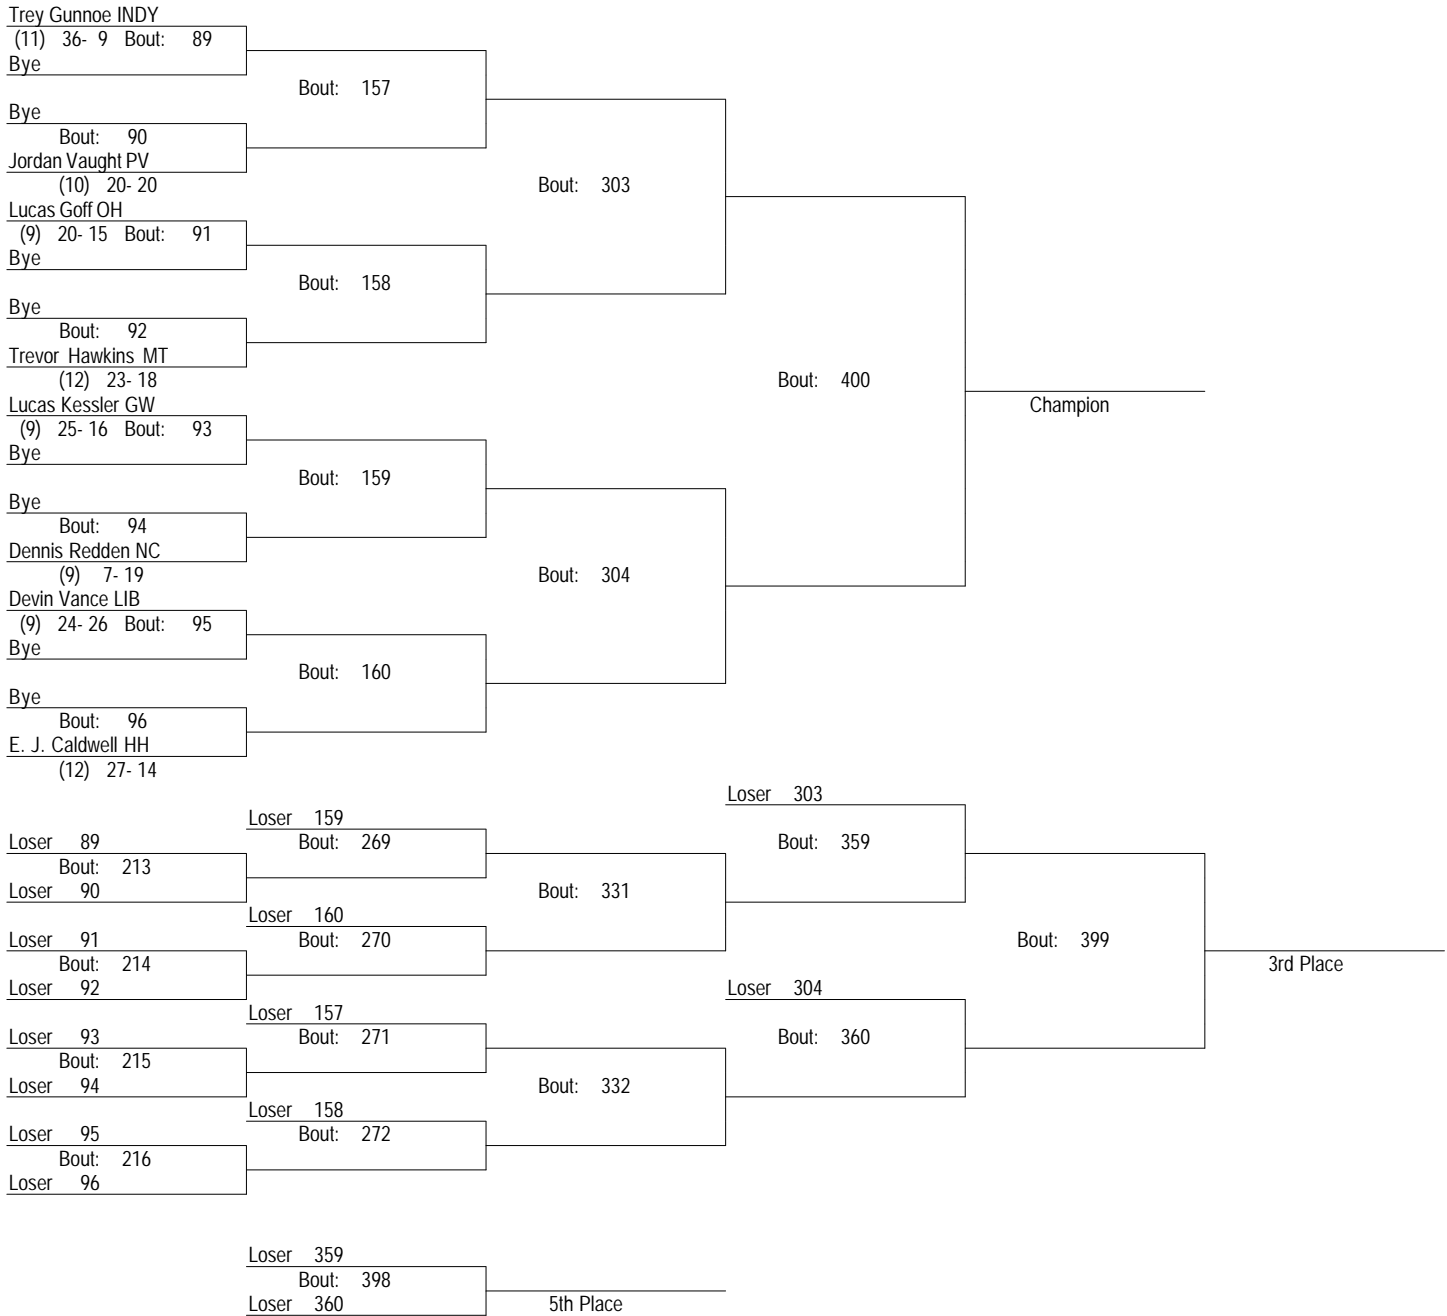 Trey Gunnoe INDY
(11) 36- 9 Bout: 89
Bye
Bout: 157
Bye
Bout: 90
Jordan Vaught PV
(10) 20- 20
Bout: 303
Lucas Goff OH
(9) 20- 15 Bout: 91
Bye
Bout: 158
Bye
Bout: 92
Trevor Hawkins MT
(12) 23- 18
Bout: 400
Champion
Lucas Kessler GW
(9) 25- 16 Bout: 93
Bye
Bout: 159
Bye
Bout: 94
Dennis Redden NC
(9) 7- 19
Bout: 304
Devin Vance LIB
(9) 24- 26 Bout: 95
Bye
Bout: 160
Bye
Bout: 96
E. J. Caldwell HH
(12) 27- 14
Loser 303
Loser 159
Loser 89
Bout: 269
Bout: 359
Bout: 213
Loser 90
Bout: 331
Loser 160
Loser 91
Bout: 270
Bout: 399
Bout: 214
3rd Place
Loser 92
Loser 304
Loser 157
Loser 93
Bout: 271
Bout: 360
Bout: 215
Loser 94
Bout: 332
Loser 158
Loser 95
Bout: 272
Bout: 216
Loser 96
Loser 359
Bout: 398
Loser 360
5th Place